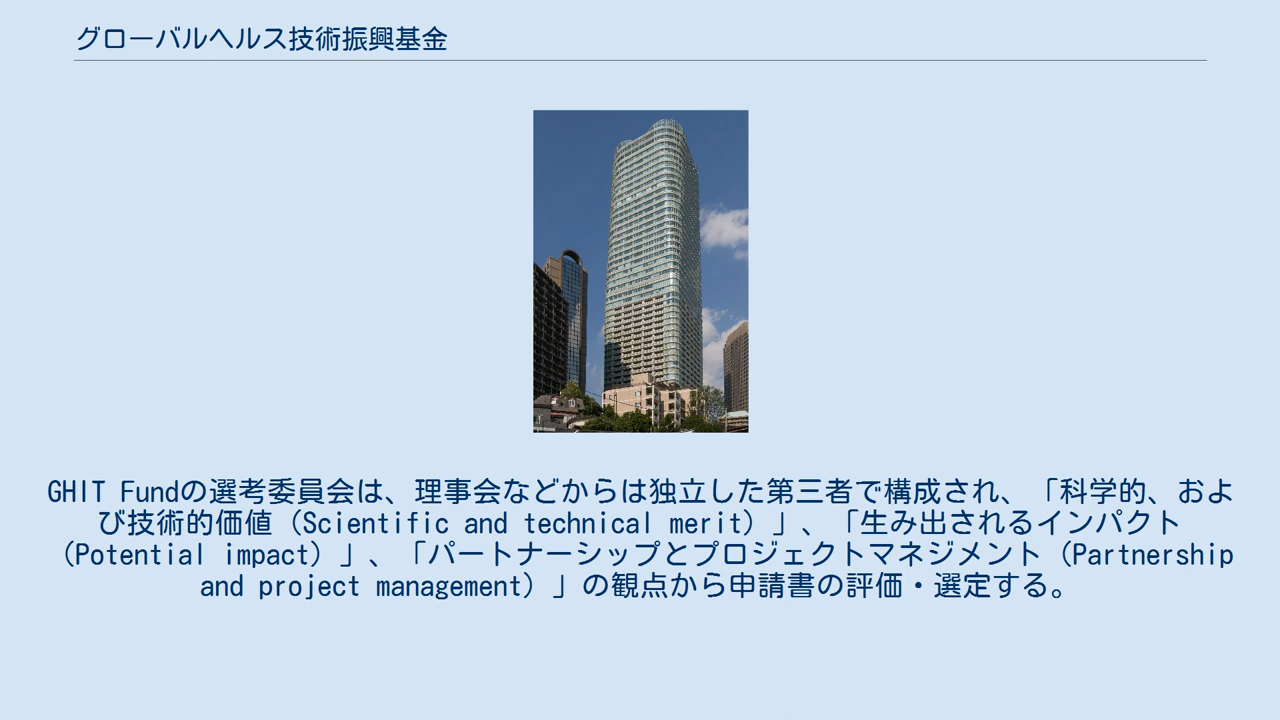 グローバルヘルス技術振興基金
GHIT Fundの選考委員会は、理事会などからは独立した第三者で構成され、「科学的、およ
び技術的価値（Scientific and technical merit）」、「生み出されるインパクト
（Potential impact）」、「パートナーシップとプロジェクトマネジメント（Partnership
and project management）」の観点から申請書の評価・選定する。